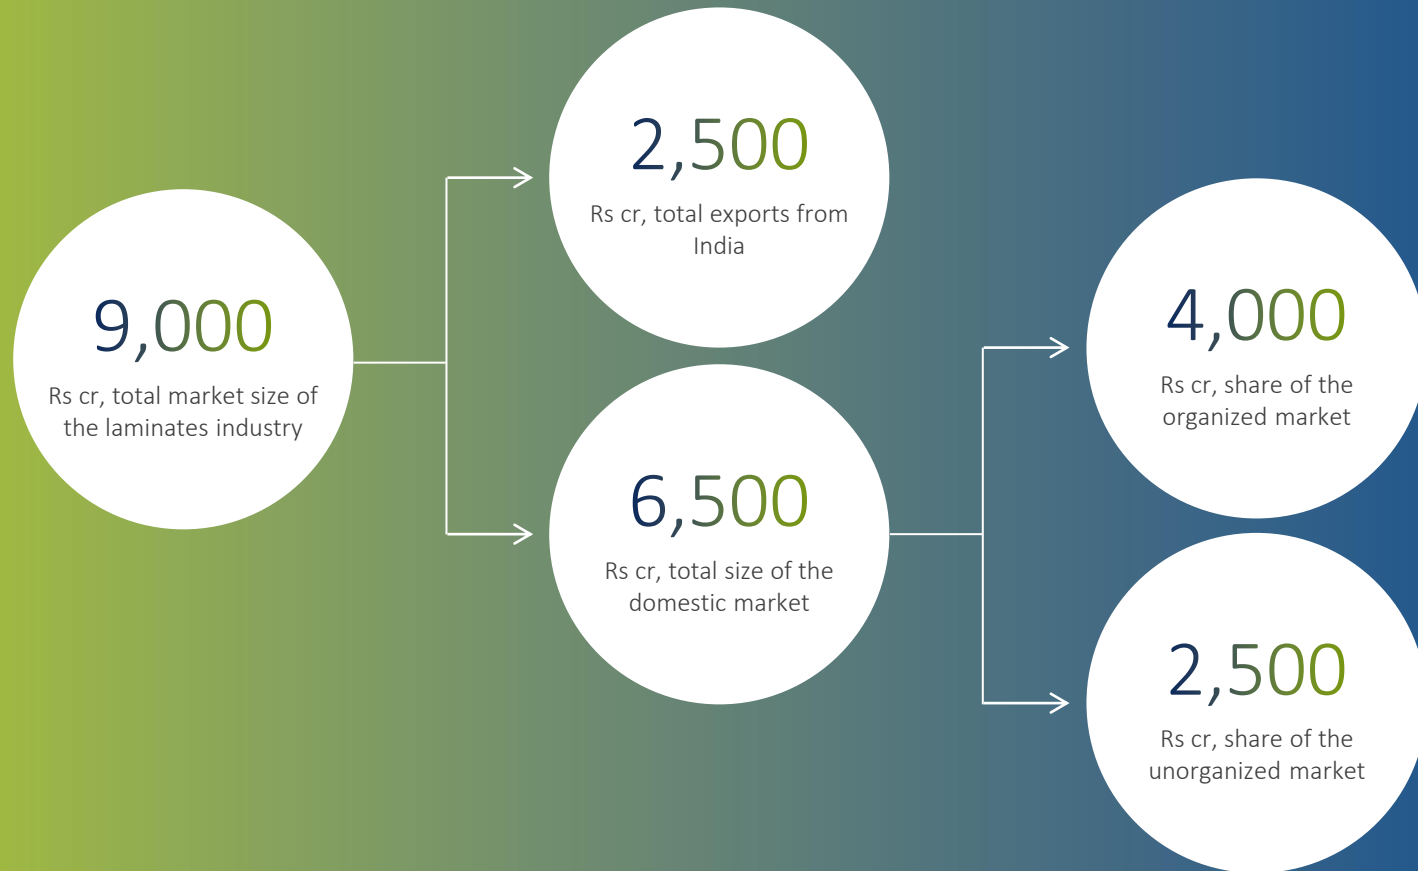 9,000
Rs cr, total market size of
the laminates industry
2,500
Rs cr, total exports from
India
6,500
Rs cr, total size of the
domestic market
4,000
Rs cr, share of the
organized market
2,500
Rs cr, share of the
unorganized market